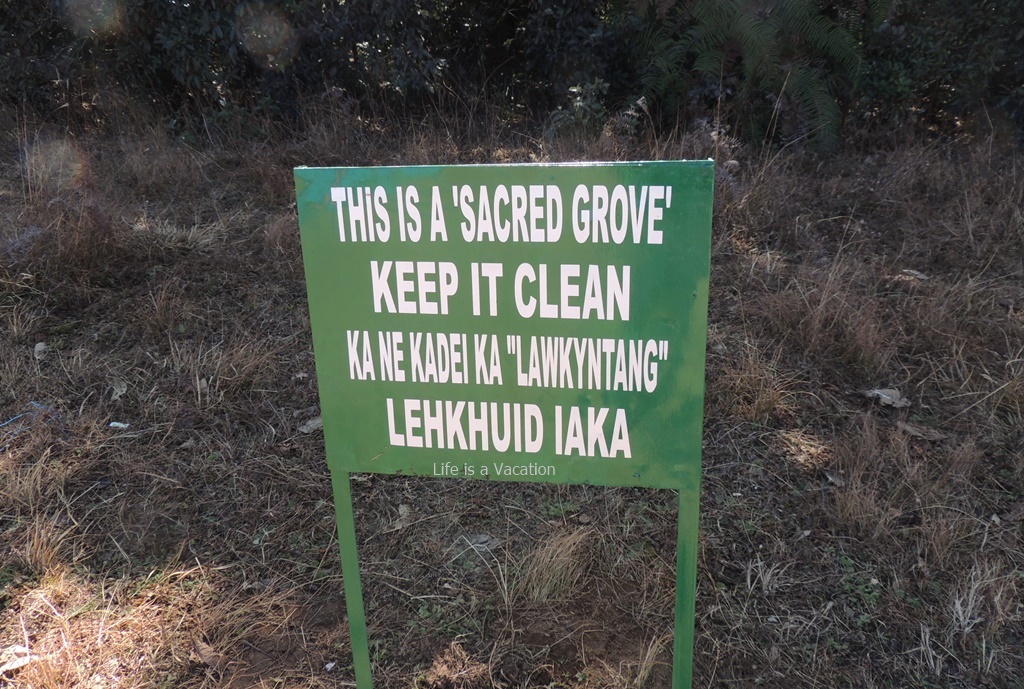 THiS IS A 'SACRED GROVE'
KEEP IT CLEAN
KA NE KADEI KA "LAWKYNTANG"
LEHKHUID IAKA
Life is a Vacation